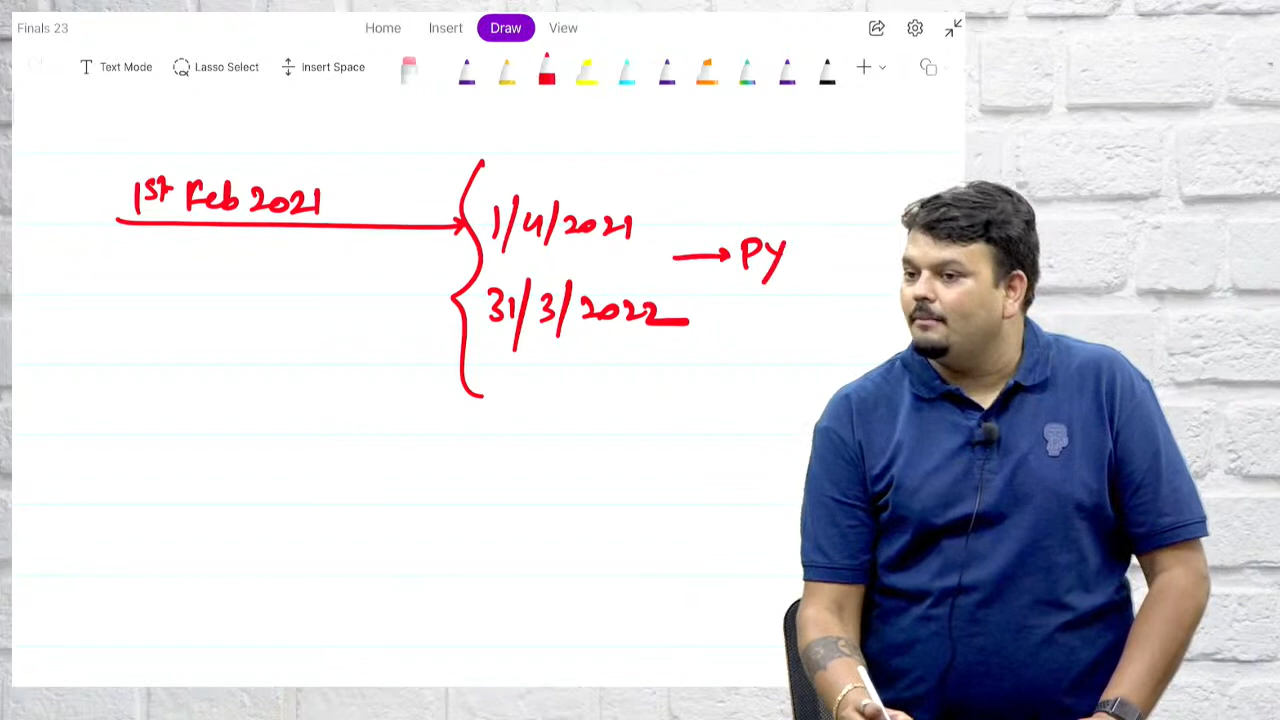 Finals 23
Home Insert Draw View
Text Mode Lasso Select Insert Space
1st Feb 2021
1/4/2021
→ PY
31/3/2022